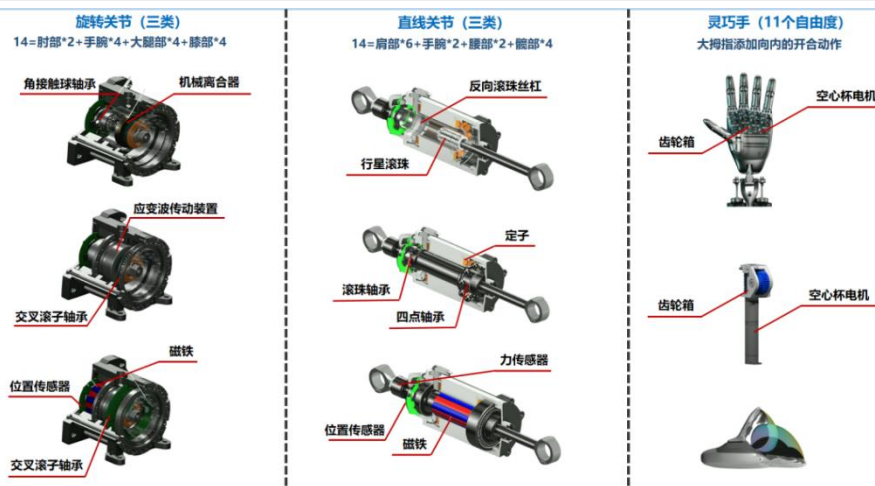 旋转关节（三类）
14=肘部*2+手腕*4+大腿部*4+膝部*4
角接触球轴承
机械离合器
应变波传动装置
交叉滚子轴承
磁铁
位置传感器
交叉滚子轴承
直线关节（三类）
14=肩部*6+手腕*2+腰部*2+髋部*4
反向滚珠丝杠
行星滚珠
定子
滚珠轴承
四点轴承
力传感器
位置传感器
磁铁
灵巧手（11个自由度）
大拇指添加向内的开合动作
空心杯电机
齿轮箱
齿轮箱
空心杯电机